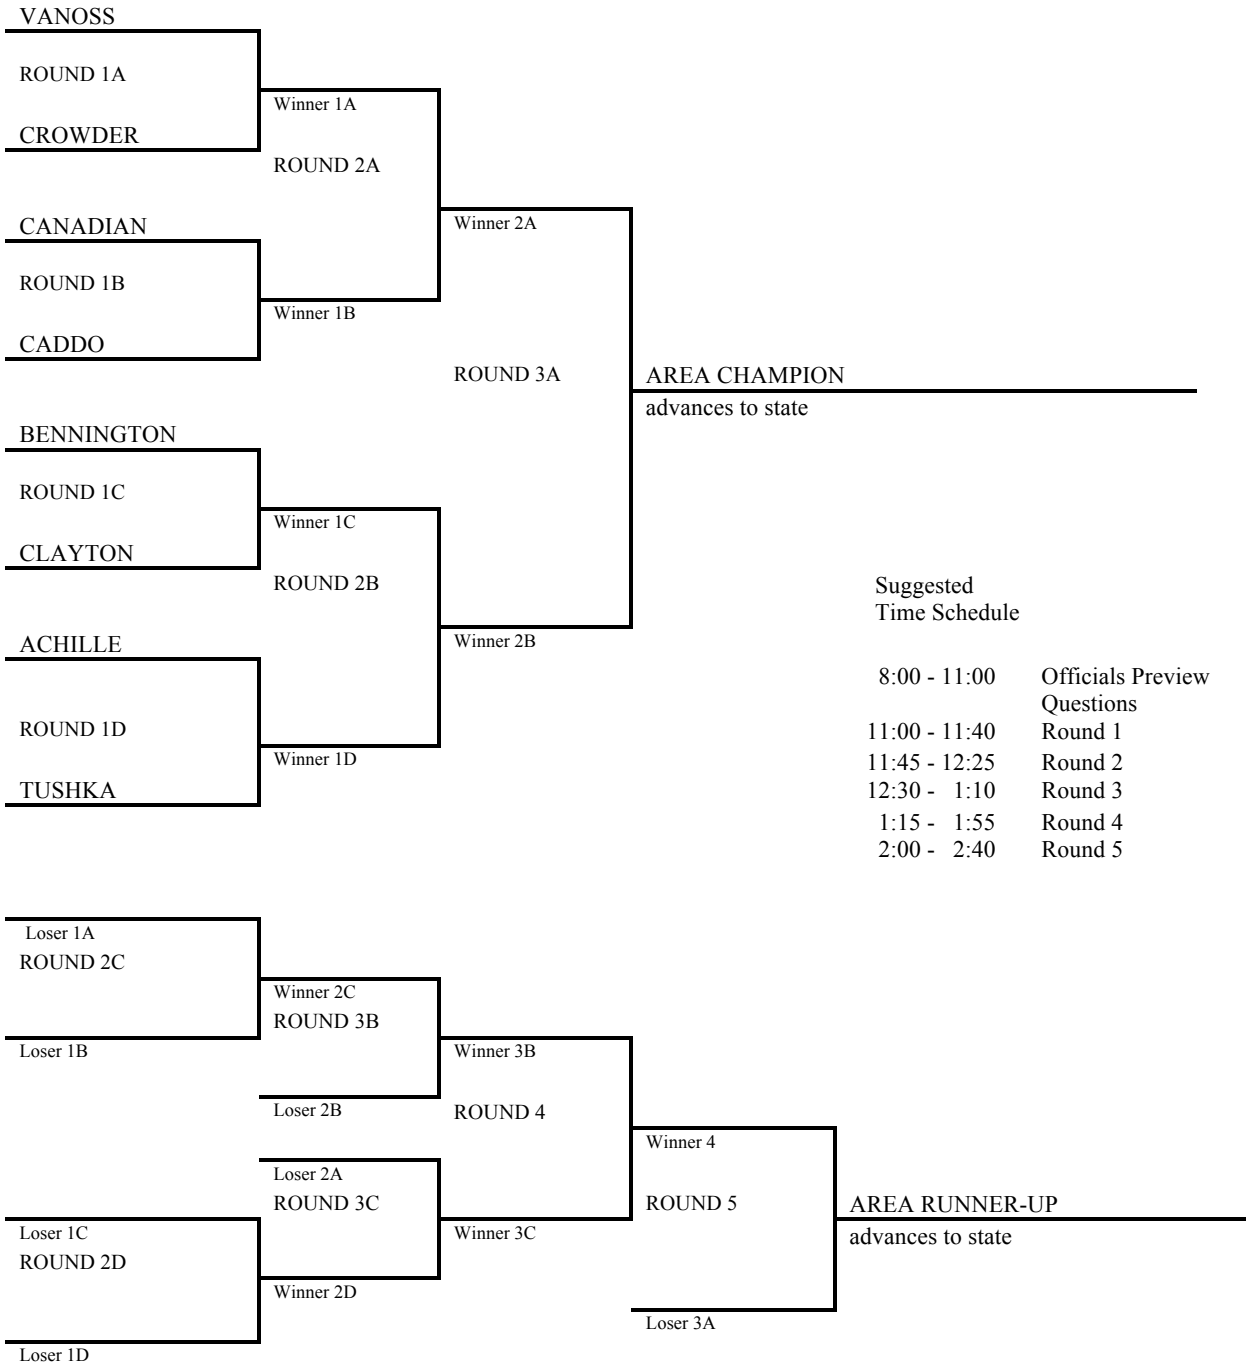 VANOSS
ROUND 1A
Winner 1A
CROWDER
ROUND 2A
CANADIAN
Winner 2A
ROUND 1B
Winner 1B
CADDO
ROUND 3A
AREA CHAMPION
advances to state
BENNINGTON
ROUND 1C
Winner 1C
CLAYTON
ROUND 2B
ACHILLE
Winner 2B
ROUND 1D
Winner 1D
TUSHKA
Suggested
Time Schedule
8:00 - 11:00 Officials Preview
Questions
11:00 - 11:40 Round 1
11:45 - 12:25 Round 2
12:30 - 1:10 Round 3
1:15 - 1:55 Round 4
2:00 - 2:40 Round 5
Loser 1A
ROUND 2C
Winner 2C
ROUND 3B
Loser 1B
Winner 3B
Loser 2B
ROUND 4
Winner 4
Loser 2A
ROUND 3C
ROUND 5
AREA RUNNER-UP
advances to state
Loser 1C
Winner 3C
ROUND 2D
Winner 2D
Loser 3A
Loser 1D